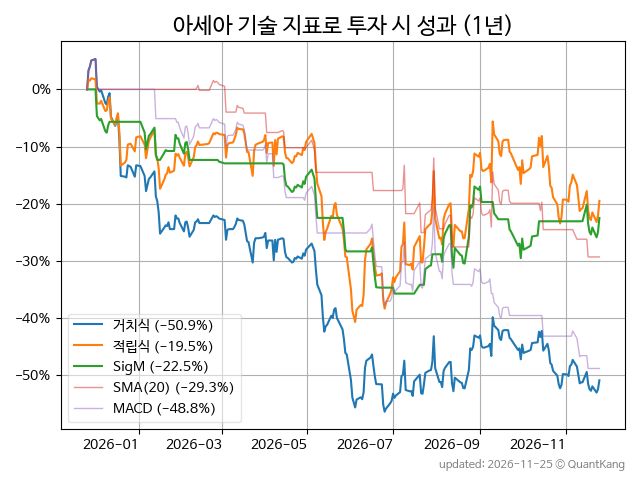 아세아 기술 지표로 투자 시 성과 (1년)
0%
−10%
−20%
−30%
−40%
−50%
거치식 (−50.9%)
적립식 (−19.5%)
SigM (−22.5%)
SMA(20) (−29.3%)
MACD (−48.8%)
2026−01 2026−03 2026−05 2026−07 2026−09 2026−11
updated: 2026−11−25 ⓒ QuantKang